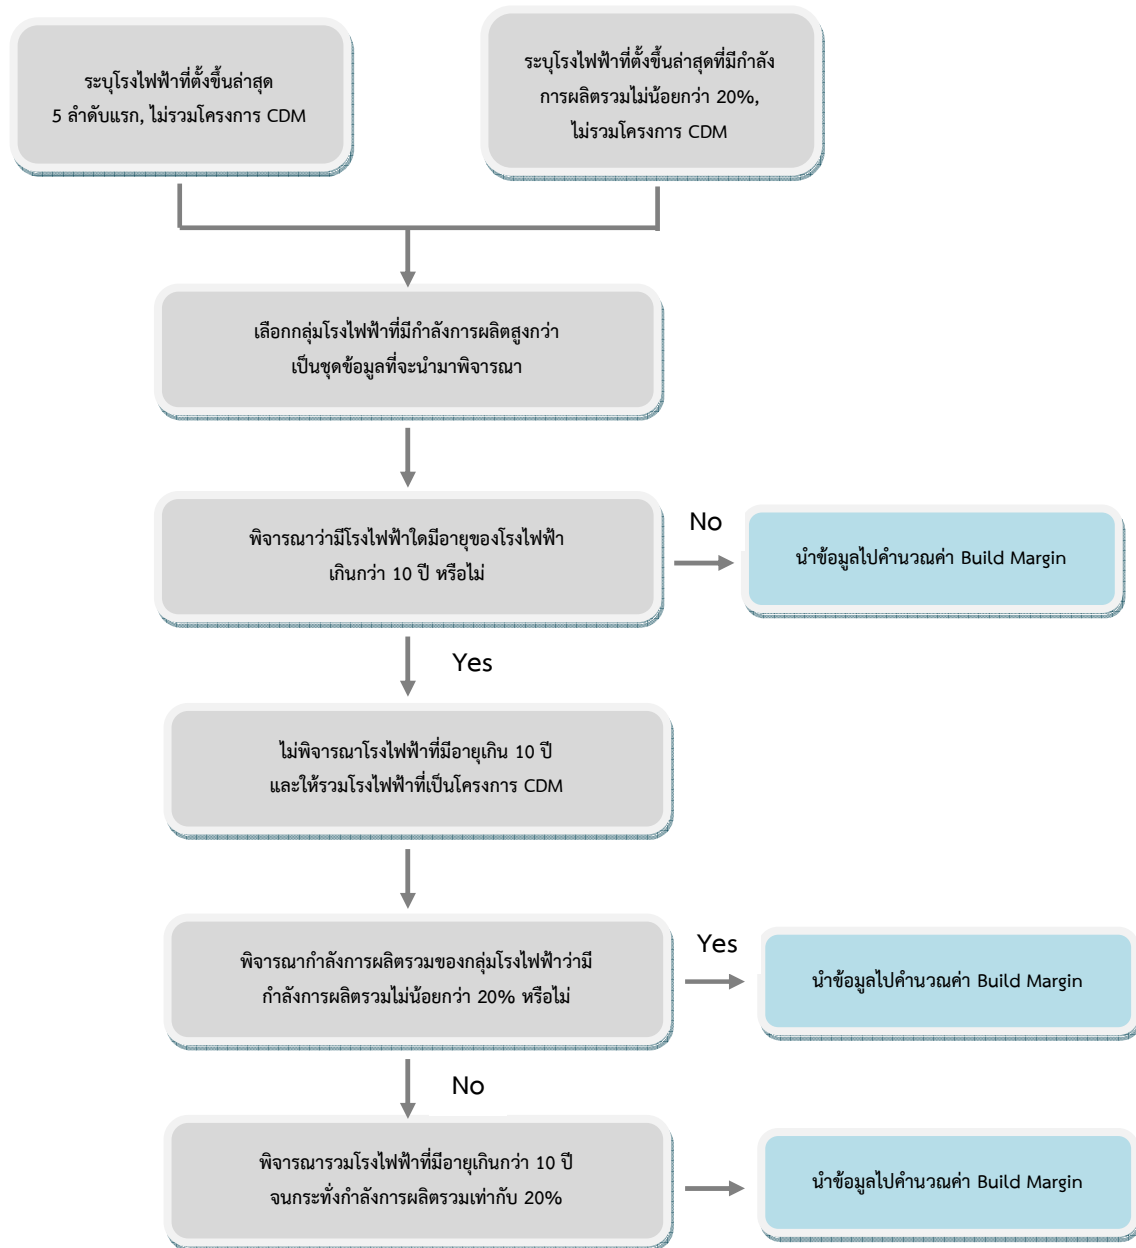 ระบุโรงไฟฟ้าที่ตั้งขึ้นล่าสุด
5 ลำดับแรก, ไม่รวมโครงการ CDM
ระบุโรงไฟฟ้าที่ตั้งขึ้นล่าสุดที่มีกำลัง
การผลิตรวมไม่น้อยกว่า 20%,
ไม่รวมโครงการ CDM
เลือกกลุ่มโรงไฟฟ้าที่มีกำลังการผลิตสูงกว่า
เป็นชุดข้อมูลที่จะนำมาพิจารณา
พิจารณาว่ามีโรงไฟฟ้าใดมีอายุของโรงไฟฟ้า
เกินกว่า 10 ปี หรือไม่
No
นำข้อมูลไปคำนวณค่า Build Margin
Yes
ไม่พิจารณาโรงไฟฟ้าที่มีอายุเกิน 10 ปี
และให้รวมโรงไฟฟ้าที่เป็นโครงการ CDM
พิจารณากำลังการผลิตรวมของกลุ่มโรงไฟฟ้าว่ามี
กำลังการผลิตรวมไม่น้อยกว่า 20% หรือไม่
Yes
นำข้อมูลไปคำนวณค่า Build Margin
No
พิจารณารวมโรงไฟฟ้าที่มีอายุเกินกว่า 10 ปี
จนกระทั่งกำลังการผลิตรวมเท่ากับ 20%
นำข้อมูลไปคำนวณค่า Build Margin